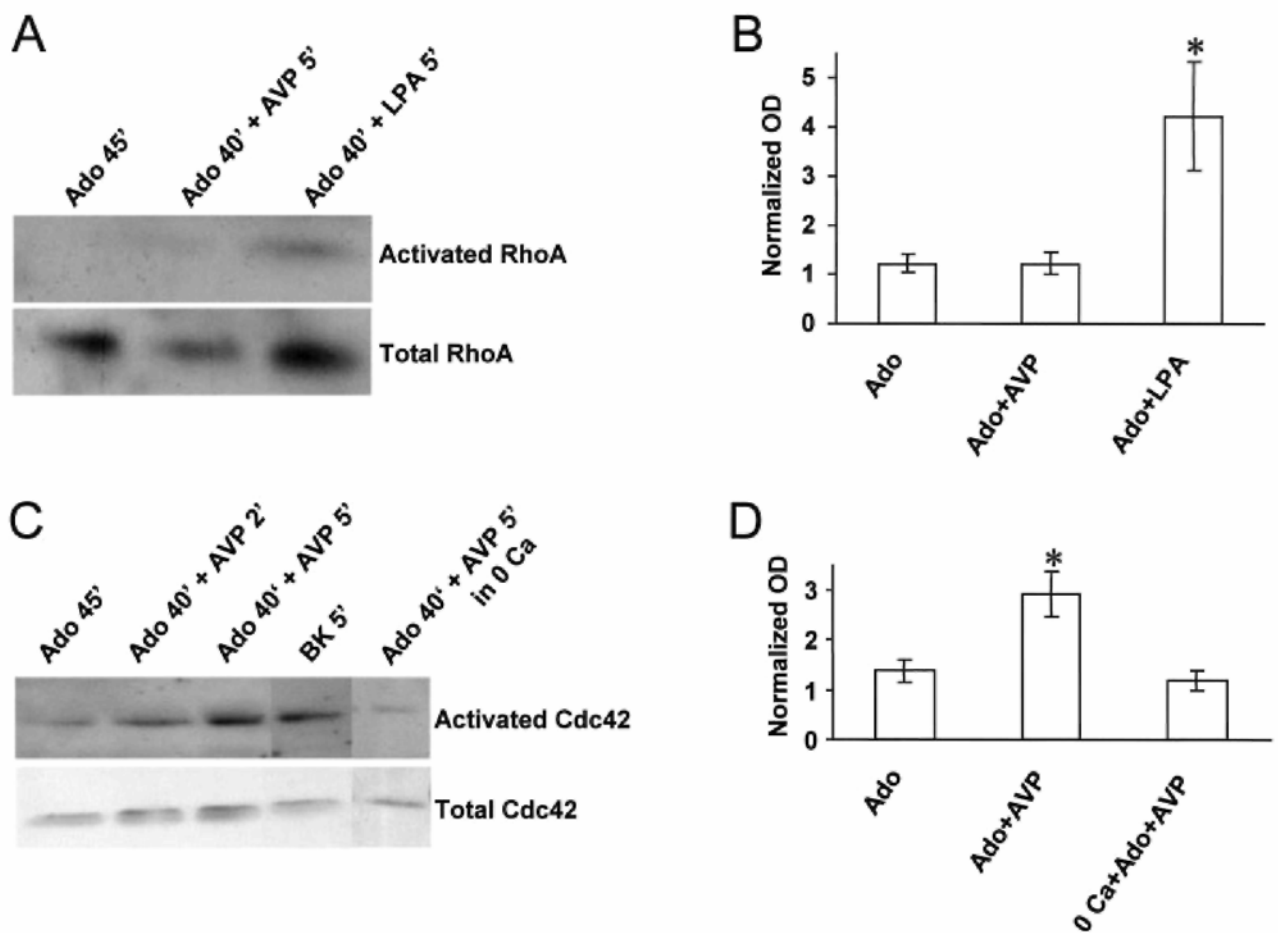 A
Ado 45'
Ado 40' + AVP 5'
Ado 40' + LPA 5'
Activated RhoA
Total RhoA
B
Normalized OD
5
4
3
2
1
0
*
Ado
Ado+AVP
Ado+LPA
C
Ado 45'
Ado 40' + AVP 2'
Ado 40‘ + AVP 5'
BK 5'
Ado 40‘ + AVP 5'
in 0 Ca
Activated Cdc42
Total Cdc42
D
Normalized OD
3
2
1
0
*
Ado
Ado+AVP
0 Ca+Ado+AVP